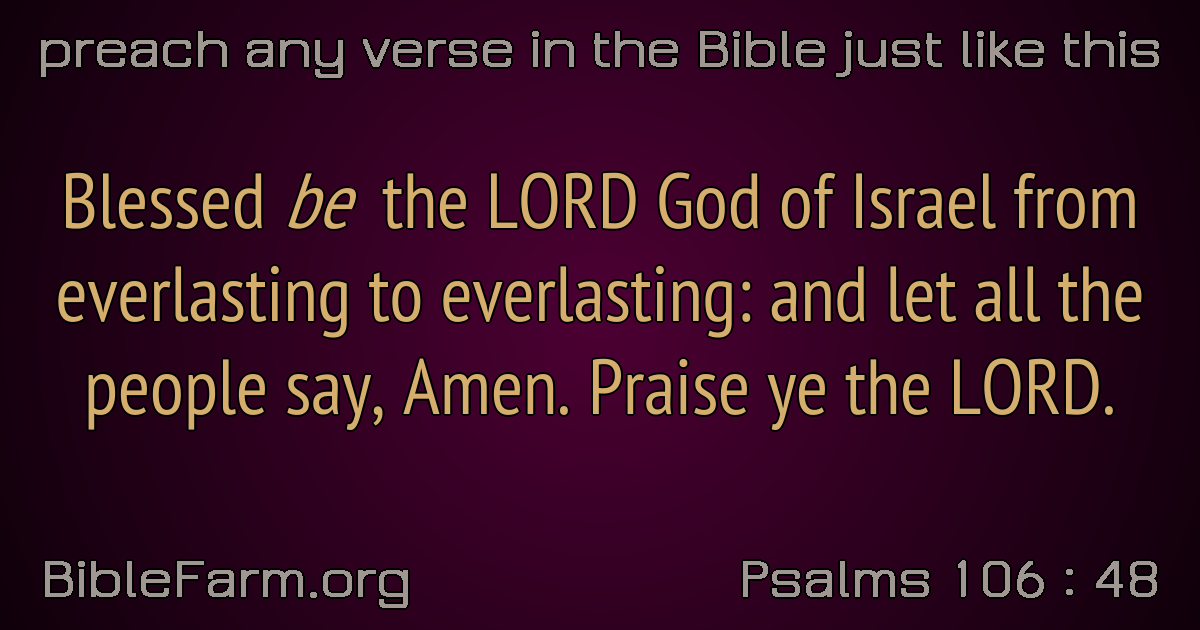 preach any verse in the Bible just like this
Blessed be the LORD God of Israel from
everlasting to everlasting: and let all the
people say, Amen. Praise ye the LORD.
BibleFarm.org
Psalms 106 : 48